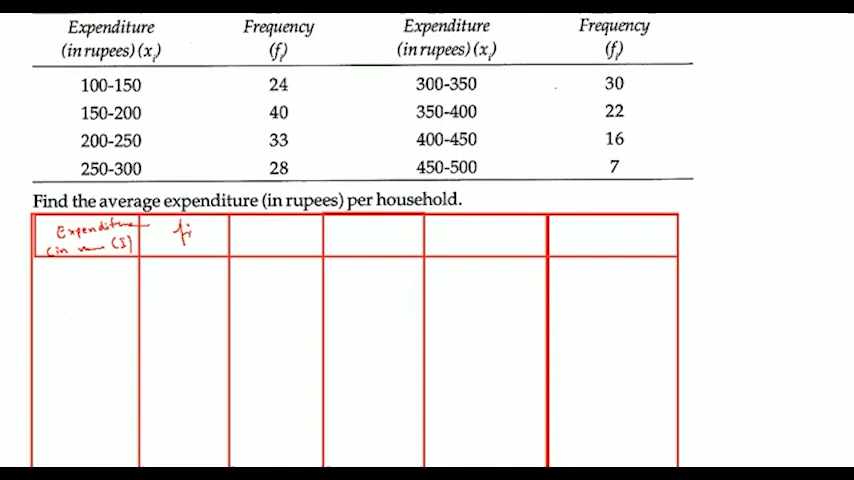 Expenditure Frequency Expenditure Frequency
(in rupees) (xᵢ) (fᵢ) (in rupees) (xᵢ) (fᵢ)
100-150 24 300-350 30
150-200 40 350-400 22
200-250 33 400-450 16
250-300 28 450-500 7
Find the average expenditure (in rupees) per household.
Expenditure fi
(in (I)